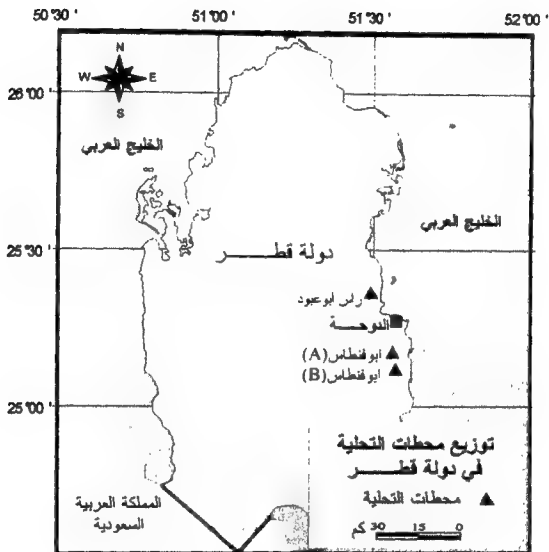 50 30' 51 00' 51 30' 52 00'
N
W E
S
26 00'
الخليج العربي
الخليج العربي
25 30'
دولة قطــــــر
راس ابوعبود
الدوحـــة
ابوفنطاس (A)
ابوفنطاس (B)
25 00'
توزيع محطات التحلية
في دولة قطــــــر
محطات التحلية
المملكة العربية
السعودية
30 15 0 كم